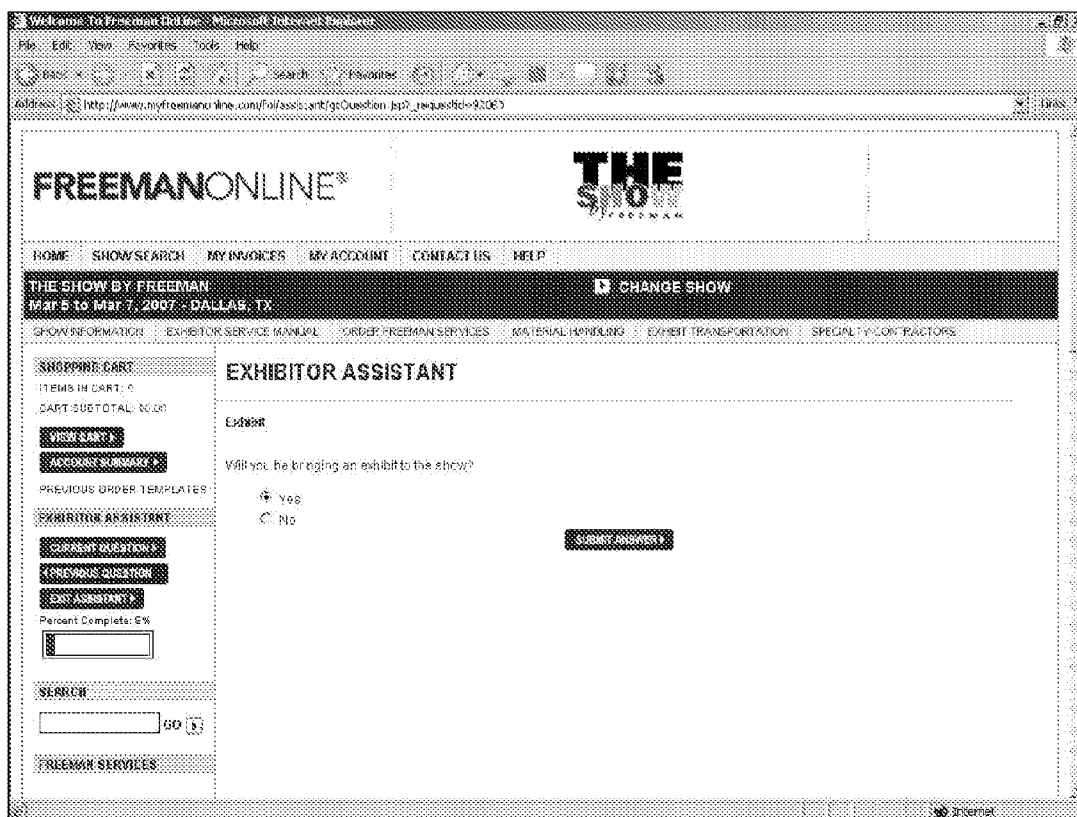 Welcome To Freeman OnLine - Microsoft Internet Explorer
File Edit View Favorites Tools Help
Back Search Favorites
Address http://www.myfreemanonline.com/fol/assistant/goQuestion.jsp?_requestid=92063 Links
FREEMANONLINE®
THE SHOW by FREEMAN
HOME SHOW SEARCH MY INVOICES MY ACCOUNT CONTACT US HELP
THE SHOW BY FREEMAN CHANGE SHOW
Mar 5 to Mar 7, 2007 - DALLAS, TX
SHOW INFORMATION EXHIBITOR SERVICE MANUAL ORDER FREEMAN SERVICES MATERIAL HANDLING EXHIBIT TRANSPORTATION SPECIALTY CONTRACTORS
SHOPPING CART
ITEMS IN CART: 0
CART SUBTOTAL: $0.00
VIEW CART
ACCOUNT SUMMARY
PREVIOUS ORDER TEMPLATES
EXHIBITOR ASSISTANT
CURRENT QUESTION
PREVIOUS QUESTION
EXIT ASSISTANT
Percent Complete: 6%
SEARCH
GO
FREEMAN SERVICES
EXHIBITOR ASSISTANT
Exhibit
Will you be bringing an exhibit to the show?
Yes
No
SUBMIT ANSWER
Internet